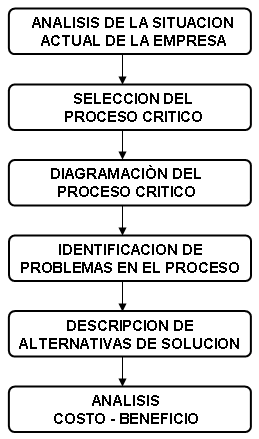 ANALISIS DE LA SITUACION
ACTUAL DE LA EMPRESA
SELECCION DEL
PROCESO CRITICO
DIAGRAMACIÒN DEL
PROCESO CRITICO
IDENTIFICACION DE
PROBLEMAS EN EL PROCESO
DESCRIPCION DE
ALTERNATIVAS DE SOLUCION
ANALISIS
COSTO - BENEFICIO